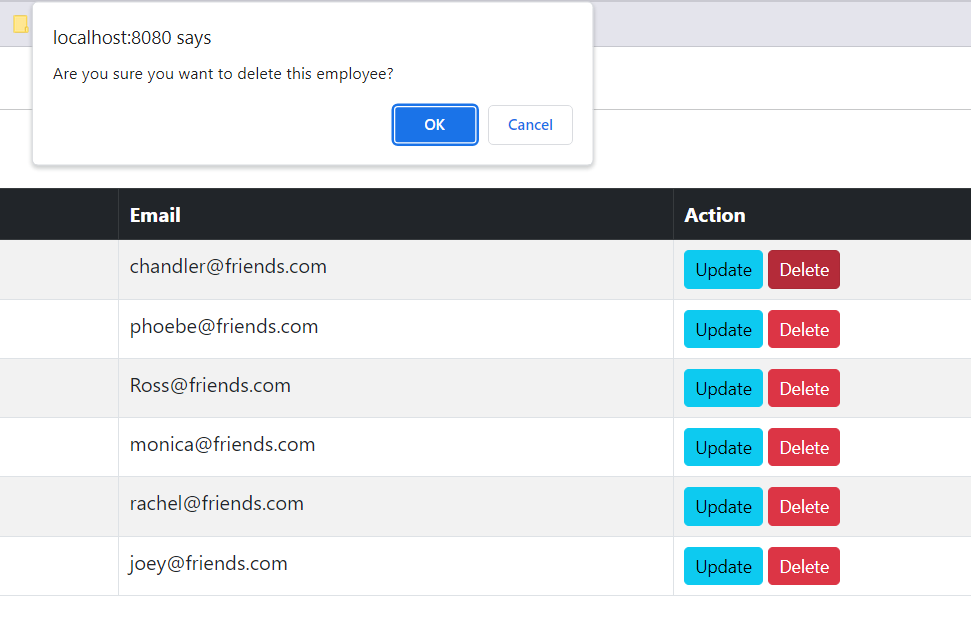 localhost:8080 says
Are you sure you want to delete this employee?
OK Cancel
Email Action
chandler@friends.com Update Delete
phoebe@friends.com Update Delete
Ross@friends.com Update Delete
monica@friends.com Update Delete
rachel@friends.com Update Delete
joey@friends.com Update Delete